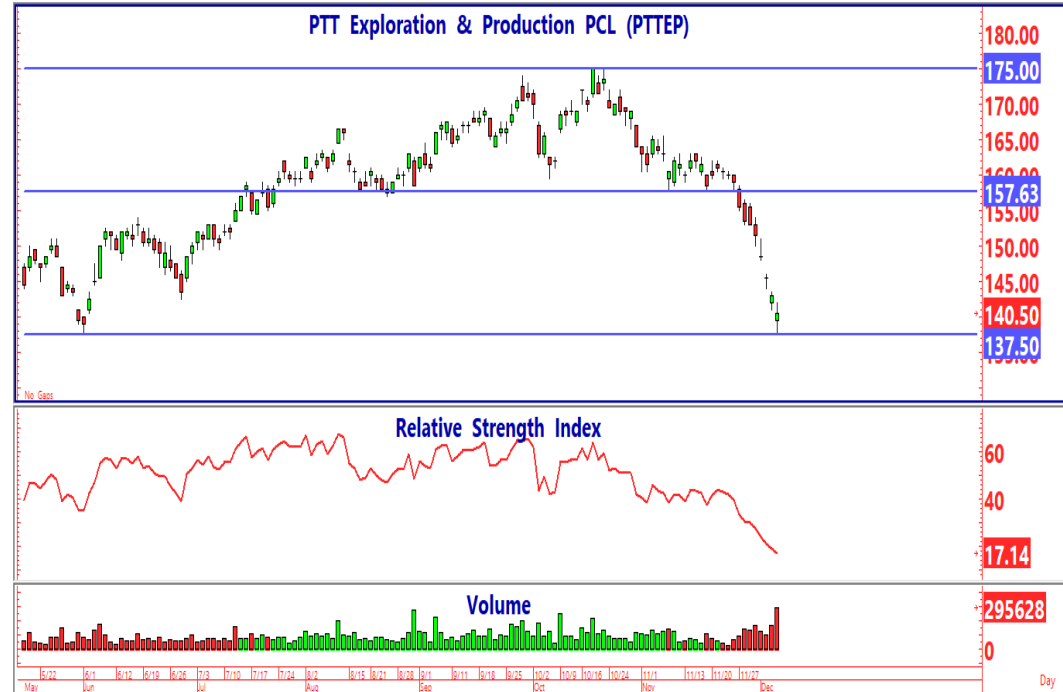 PTT Exploration & Production PCL (PTTEP)
180.00
175.00
170.00
165.00
160.00
157.63
155.00
150.00
145.00
140.50
137.50
No Gaps
Relative Strength Index
60
40
17.14
Volume
295628
0
5/22 6/1 6/12 6/19 6/26 7/3 7/10 7/17 7/24 8/2 8/15 8/21 8/28 9/1 9/11 9/18 9/25 10/2 10/9 10/16 10/24 11/1 11/13 11/20 11/27
May Jun Jul Aug Sep Oct Nov Dec Day